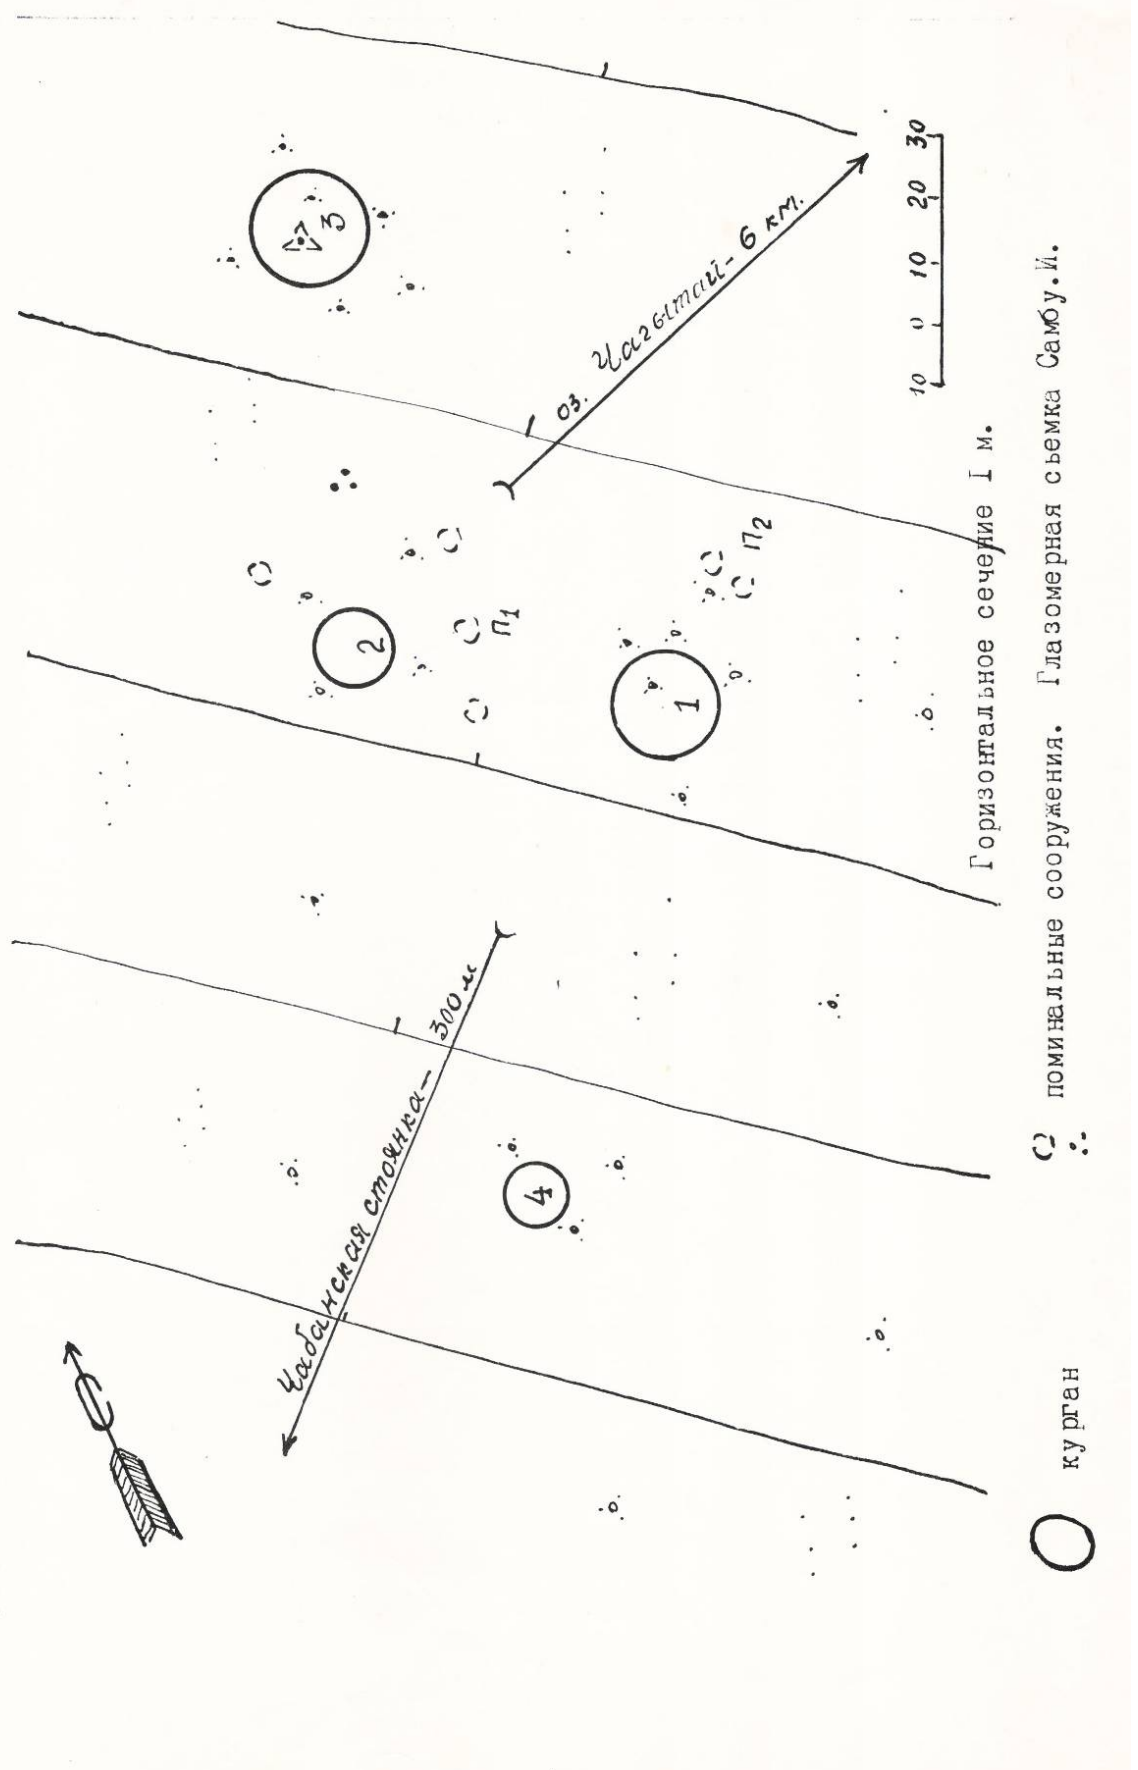 3
2
1
4
П1
П2
оз. Чагытай - 6 км.
Чабанская стоянка - 300 м
10 0 10 20 30
Горизонтальное сечение I м.
курган
поминальные сооружения. Глазомерная сьемка Самбу.И.